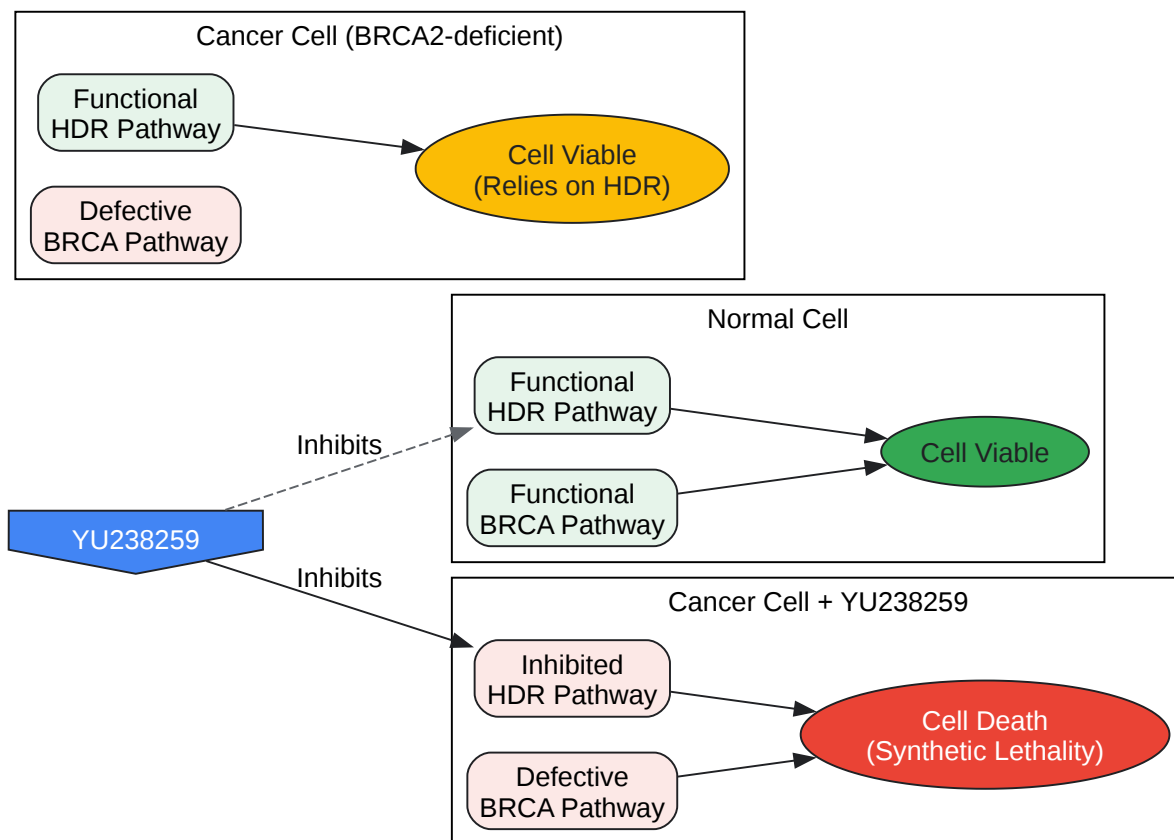 Cancer Cell (BRCA2-deficient)
Functional
HDR Pathway
Cell Viable
(Relies on HDR)
Defective
BRCA Pathway
Normal Cell
Functional
HDR Pathway
Inhibits
Cell Viable
Functional
BRCA Pathway
YU238259
Inhibits
Cancer Cell + YU238259
Inhibited
HDR Pathway
Cell Death
(Synthetic Lethality)
Defective
BRCA Pathway